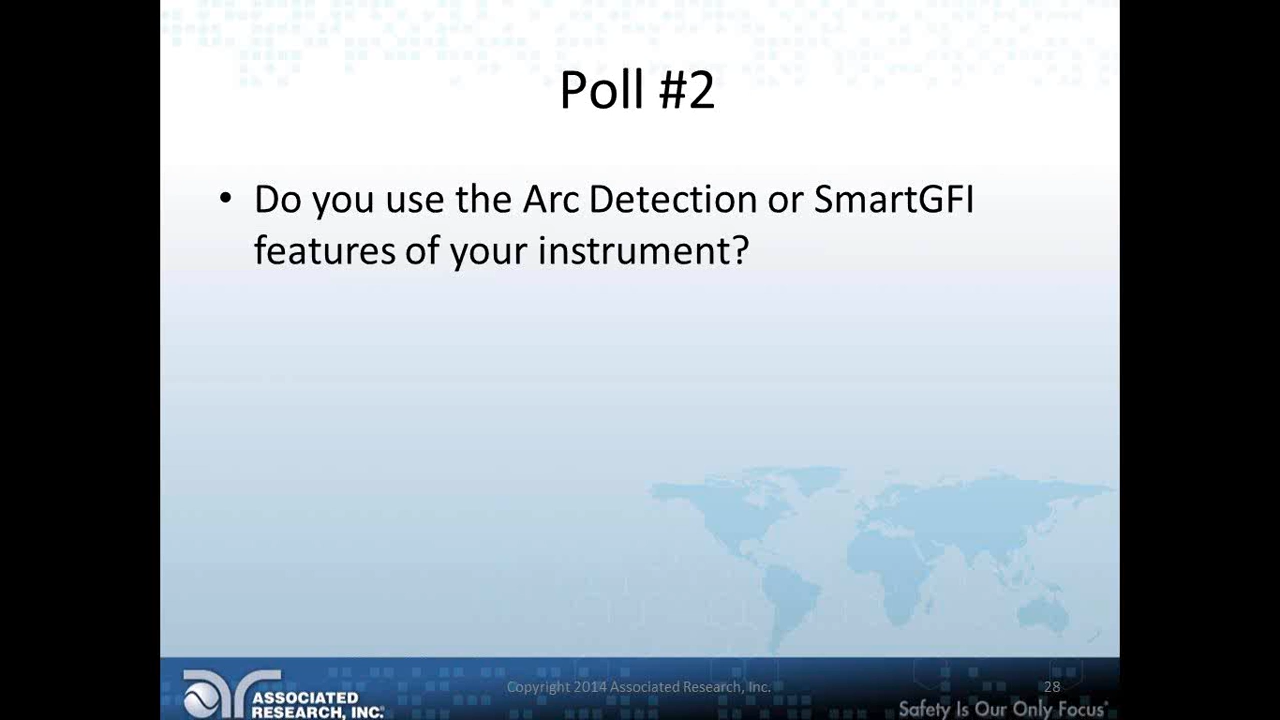 Poll #2
• Do you use the Arc Detection or SmartGFI
features of your instrument?
ASSOCIATED
RESEARCH, INC.®
Copyright 2014 Associated Research, Inc.
28
Safety Is Our Only Focus®